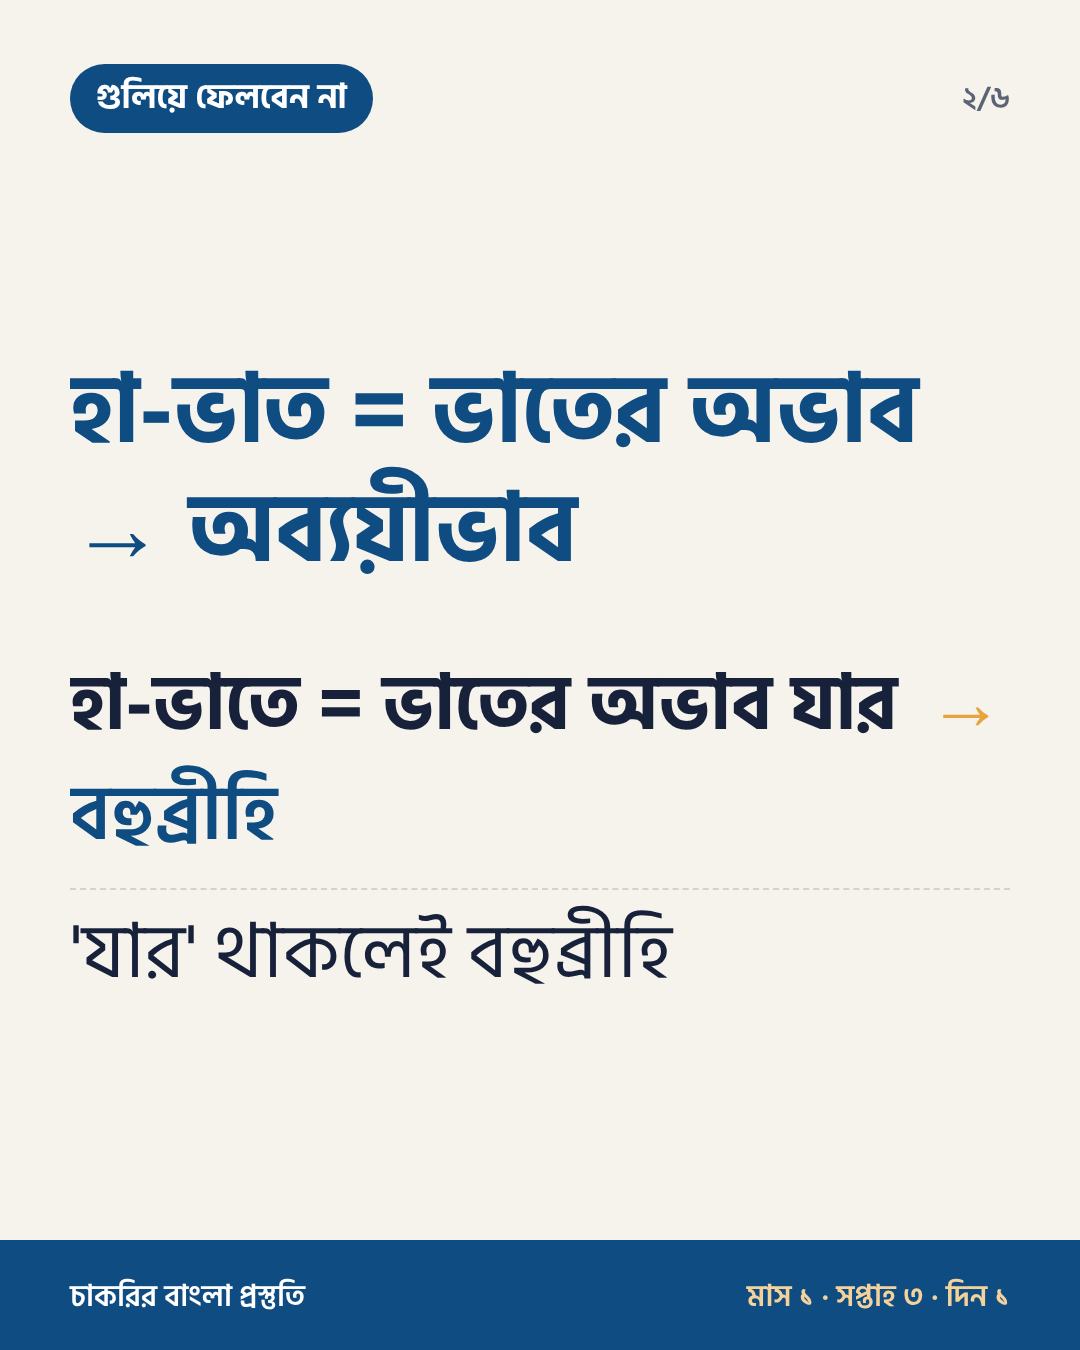 গুলিয়ে ফেলবেন না
২/৬
হা-ভাত = ভাতের অভাব
→ অব্যয়ীভাব
হা-ভাতে = ভাতের অভাব যার →
বহুব্রীহি
'যার' থাকলেই বহুব্রীহি
চাকরির বাংলা প্রস্তুতি
মাস ১ · সপ্তাহ ৩ · দিন ১